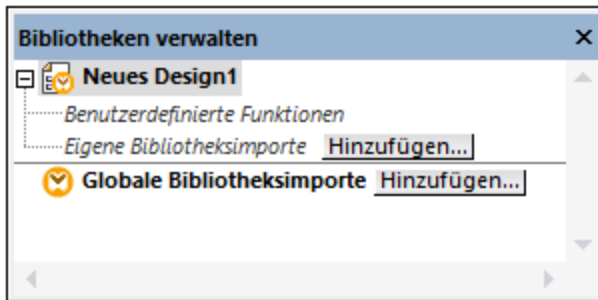 Bibliotheken verwalten
Neues Design1
Benutzerdefinierte Funktionen
Eigene Bibliotheksimporte Hinzufügen...
Globale Bibliotheksimporte Hinzufügen...